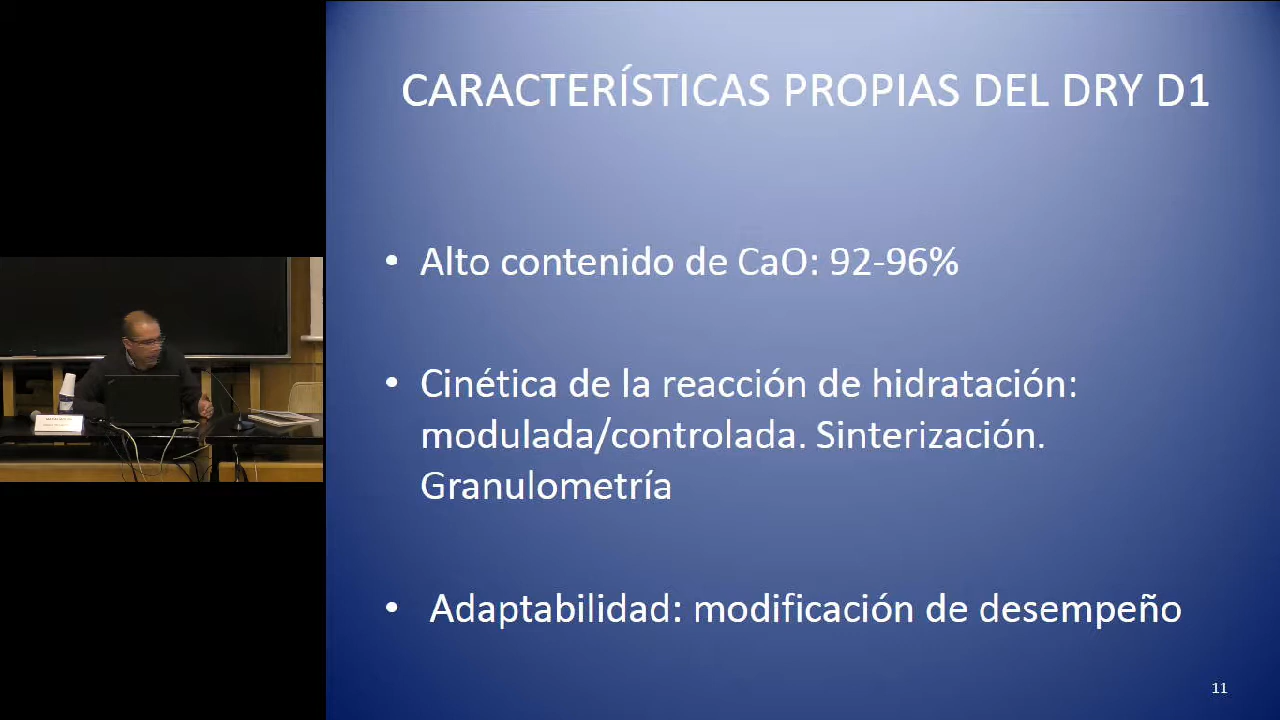 CARACTERÍSTICAS PROPIAS DEL DRY D1
• Alto contenido de CaO: 92-96%
• Cinética de la reacción de hidratación:
modulada/controlada. Sinterización.
Granulometría
• Adaptabilidad: modificación de desempeño
11